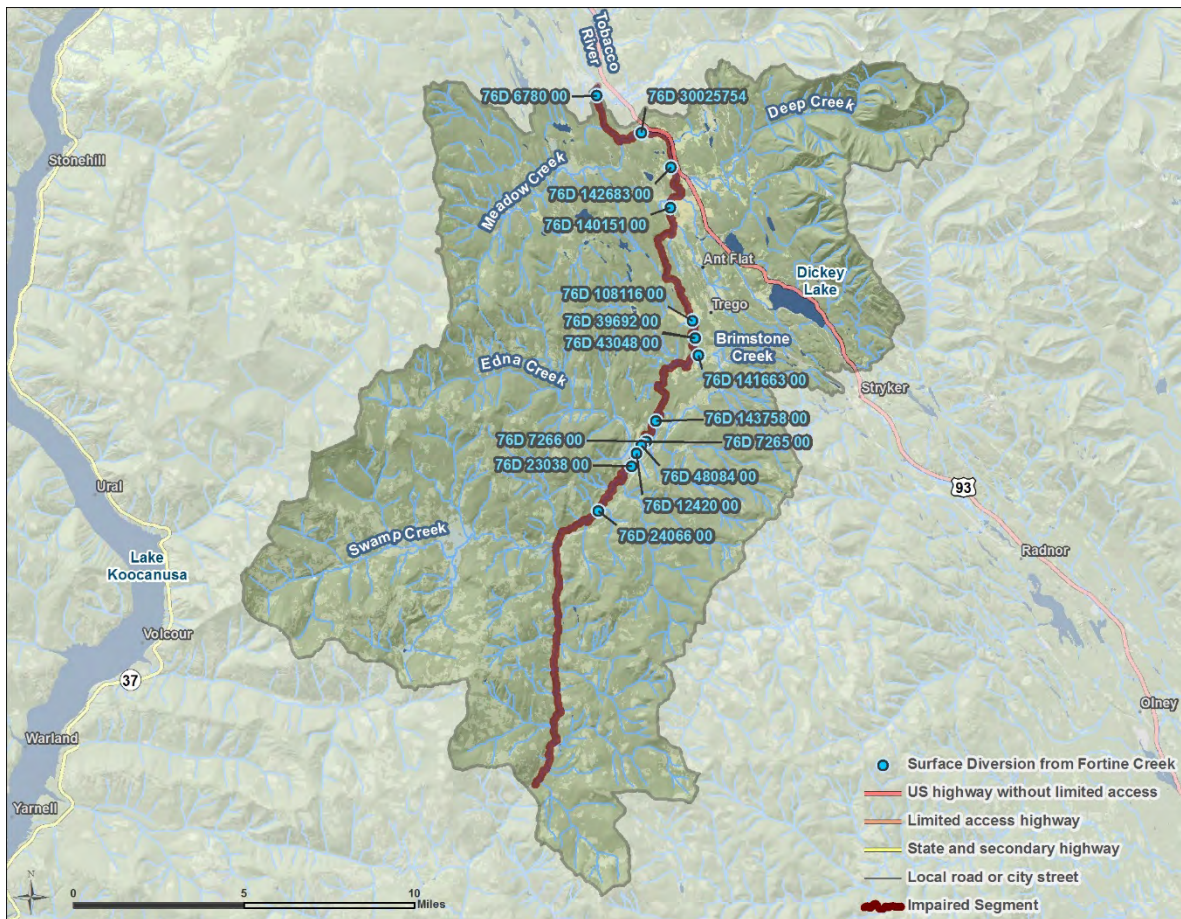 Tobacco
River
76D 6780 00
76D 30025754
Deep Creek
Stonehill
Meadow Creek
76D 142683 00
76D 140151 00
Ant Flat
Dickey
Lake
76D 108116 00
Trego
76D 39692 00
76D 43048 00
Brimstone
Creek
Edna Creek
76D 141663 00
Stryker
76D 143758 00
76D 7266 00
76D 7265 00
76D 23038 00
76D 48084 00
Ural
93
76D 12420 00
76D 24066 00
Swamp Creek
Radnor
Lake
Koocanusa
Volcour
37
Olney
Warland
Yarnell
Surface Diversion from Fortine Creek
US highway without limited access
Limited access highway
State and secondary highway
Local road or city street
Impaired Segment
N
0 5 10
Miles